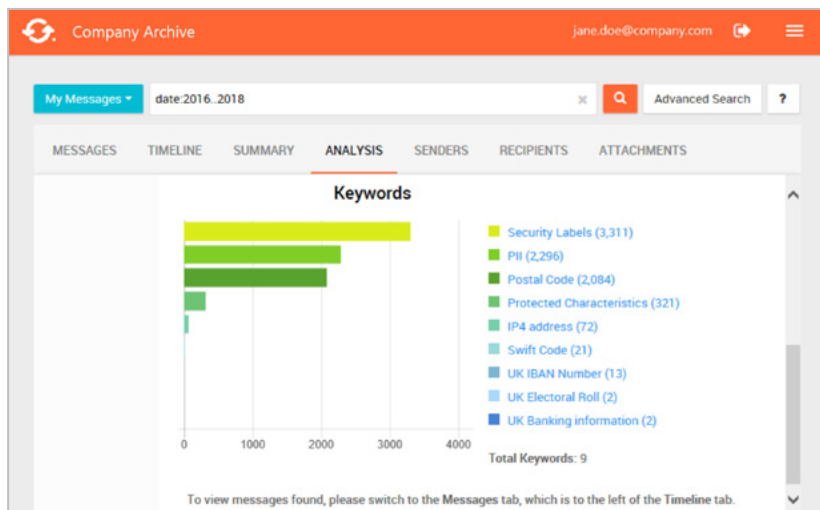 Company Archive
jane.doe@company.com
My Messages
date:2016..2018
Advanced Search
?
MESSAGES TIMELINE SUMMARY ANALYSIS SENDERS RECIPIENTS ATTACHMENTS
Keywords
Security Labels (3,311)
PII (2,296)
Postal Code (2,084)
Protected Characteristics (321)
IP4 address (72)
Swift Code (21)
UK IBAN Number (13)
UK Electoral Roll (2)
UK Banking information (2)
0 1000 2000 3000 4000
Total Keywords: 9
To view messages found, please switch to the Messages tab, which is to the left of the Timeline tab.